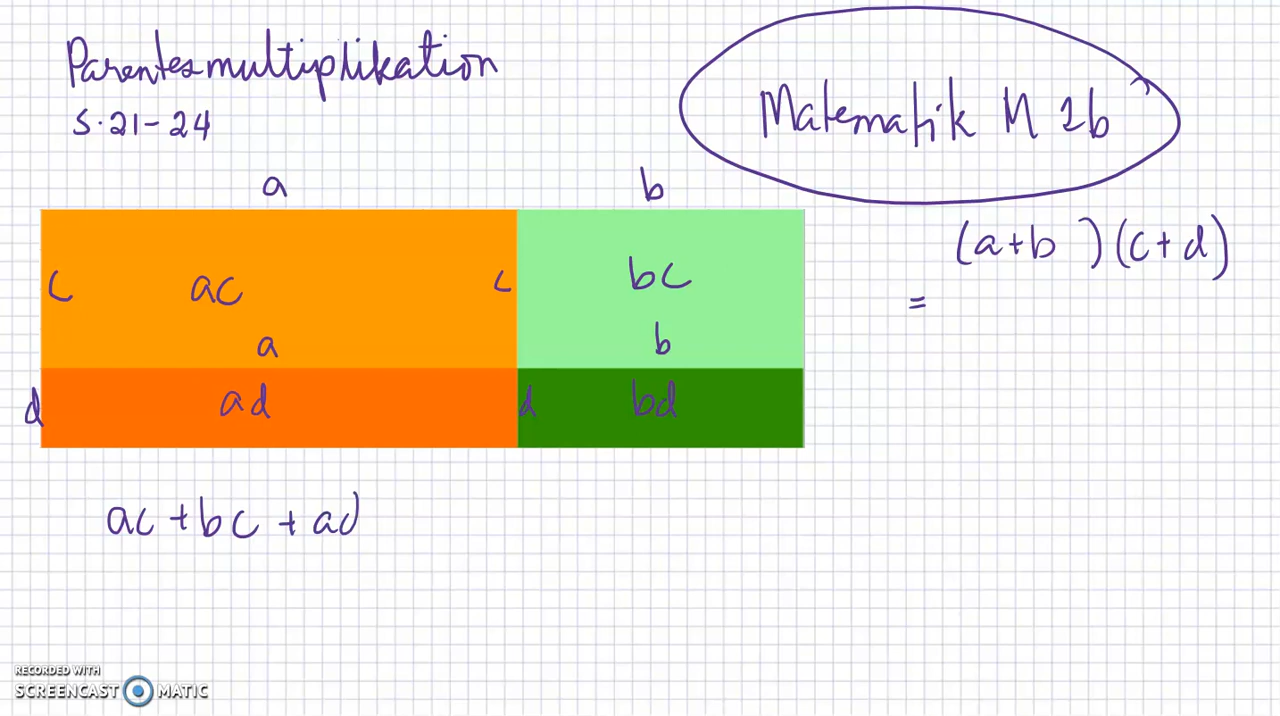 Parentesmultiplikation
S. 21-24
Matematik M 2b
a
b
(a+b )(c+d)
c
ac
c
bc
=
a
b
d
ad
d
bd
ac + bc + ad
RECORDED WITH
SCREENCAST MATIC